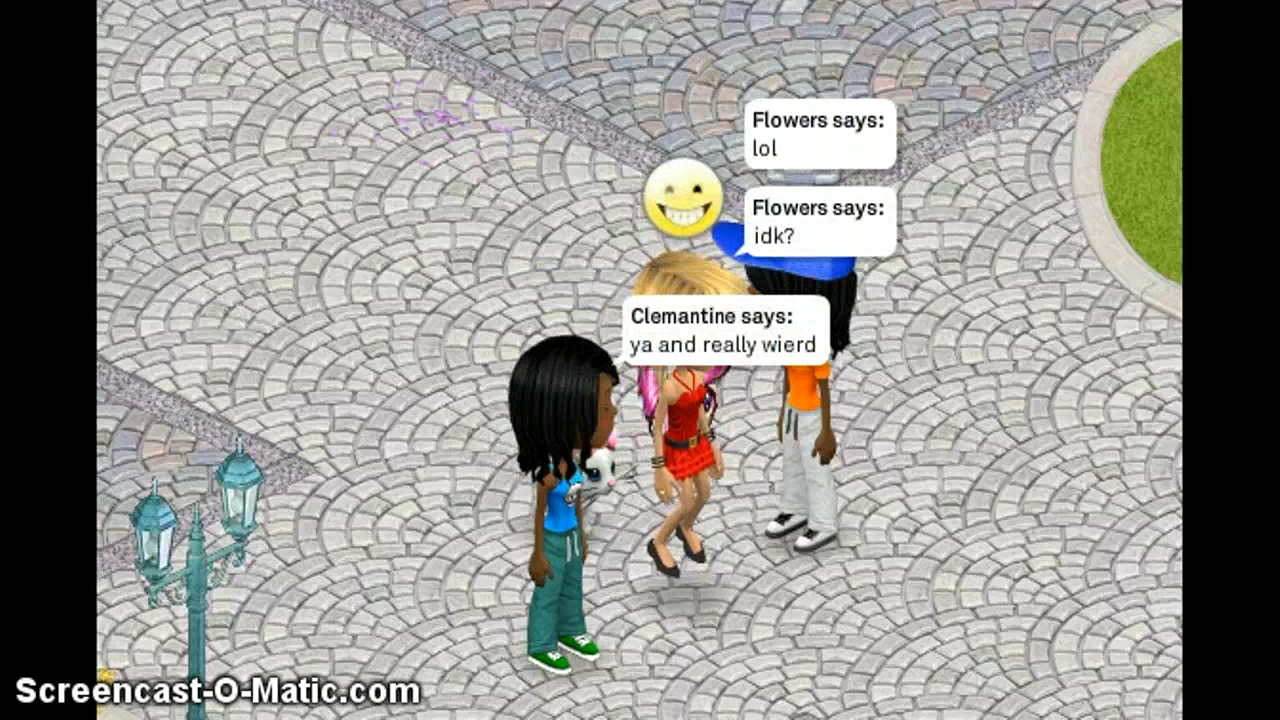 Flowers says:
lol
Flowers says:
idk?
Clemantine says:
ya and really wierd
Screencast-O-Matic.com